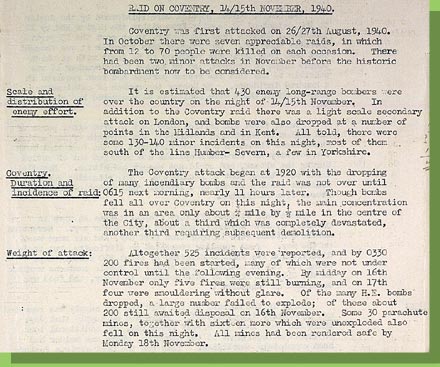 RAID ON COVENTRY, 14/15th NOVEMBER, 1940.
Coventry was first attacked on 26/27th August, 1940.
In October there were seven appreciable raids, in which
from 12 to 70 people were killed on each occasion. There
had been two minor attacks in November before the historic
bombardment now to be considered.
Scale and
distribution of
enemy effort.
It is estimated that 430 enemy long-range bombers were
over the country on the night of 14/15th November. In
addition to the Coventry raid there was a light scale secondary
attack on London, and bombs were also dropped at a number of
points in the Midlands and in Kent. All told, there were
some 130-140 minor incidents on this night, most of them
south of the line Humber- Severn, a few in Yorkshire.
Coventry.
Duration and
incidence of raid:
The Coventry attack began at 1920 with the dropping
of many incendiary bombs and the raid was not over until
0615 next morning, nearly 11 hours later. Though bombs
fell all over Coventry on this night, the main concentration
was in an area only about mile by ½ mile in the centre of
the City, about a third which was completely devastated,
another third requiring subsequent demolition.
Weight of attack:
Altogether 525 incidents were reported, and by 0330
200 fires had been started, many of which were not under
control until the following evening. By midday on 16th
November only five fires were still burning, and on 17th
four were smouldering without glare. Of the many H.E. bombs
dropped, a large number failed to explode; of these about
200 still awaited disposal on 16th November. Some 30 parachute
mines, together with sixteen more which were unexploded also
fell on this night. All mines had been rendered safe by
Monday 18th November.